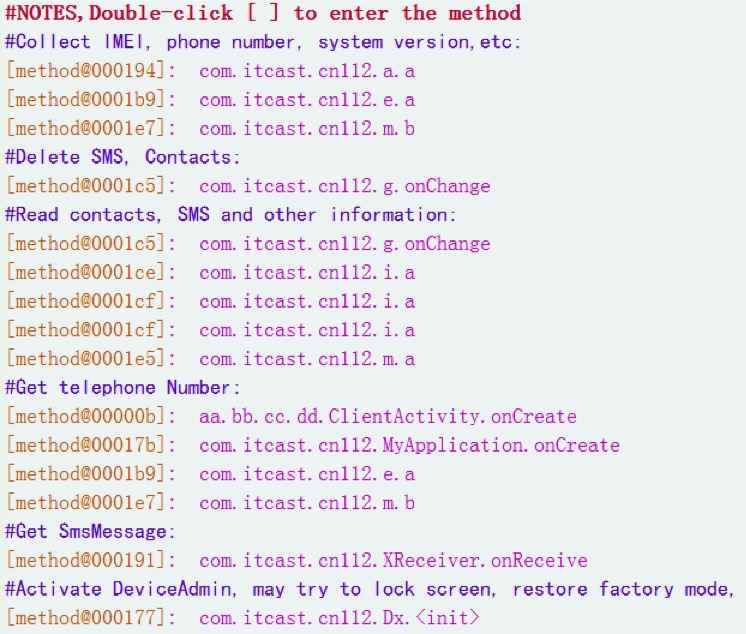 #NOTES,Double-click [ ] to enter the method
#Collect IMEI, phone number, system version,etc:
[method@000194]: com.itcast.cn112.a.a
[method@0001b9]: com.itcast.cn112.e.a
[method@0001e7]: com.itcast.cn112.m.b
#Delete SMS, Contacts:
[method@0001c5]: com.itcast.cn112.g.onChange
#Read contacts, SMS and other information:
[method@0001c5]: com.itcast.cn112.g.onChange
[method@0001ce]: com.itcast.cn112.i.a
[method@0001cf]: com.itcast.cn112.i.a
[method@0001cf]: com.itcast.cn112.i.a
[method@0001e5]: com.itcast.cn112.m.a
#Get telephone Number:
[method@00000b]: aa.bb.cc.dd.ClientActivity.onCreate
[method@00017b]: com.itcast.cn112.MyApplication.onCreate
[method@0001b9]: com.itcast.cn112.e.a
[method@0001e7]: com.itcast.cn112.m.b
#Get SmsMessage:
[method@000191]: com.itcast.cn112.XReceiver.onReceive
#Activate DeviceAdmin, may try to lock screen, restore factory mode,
[method@000177]: com.itcast.cn112.Dx.<init>